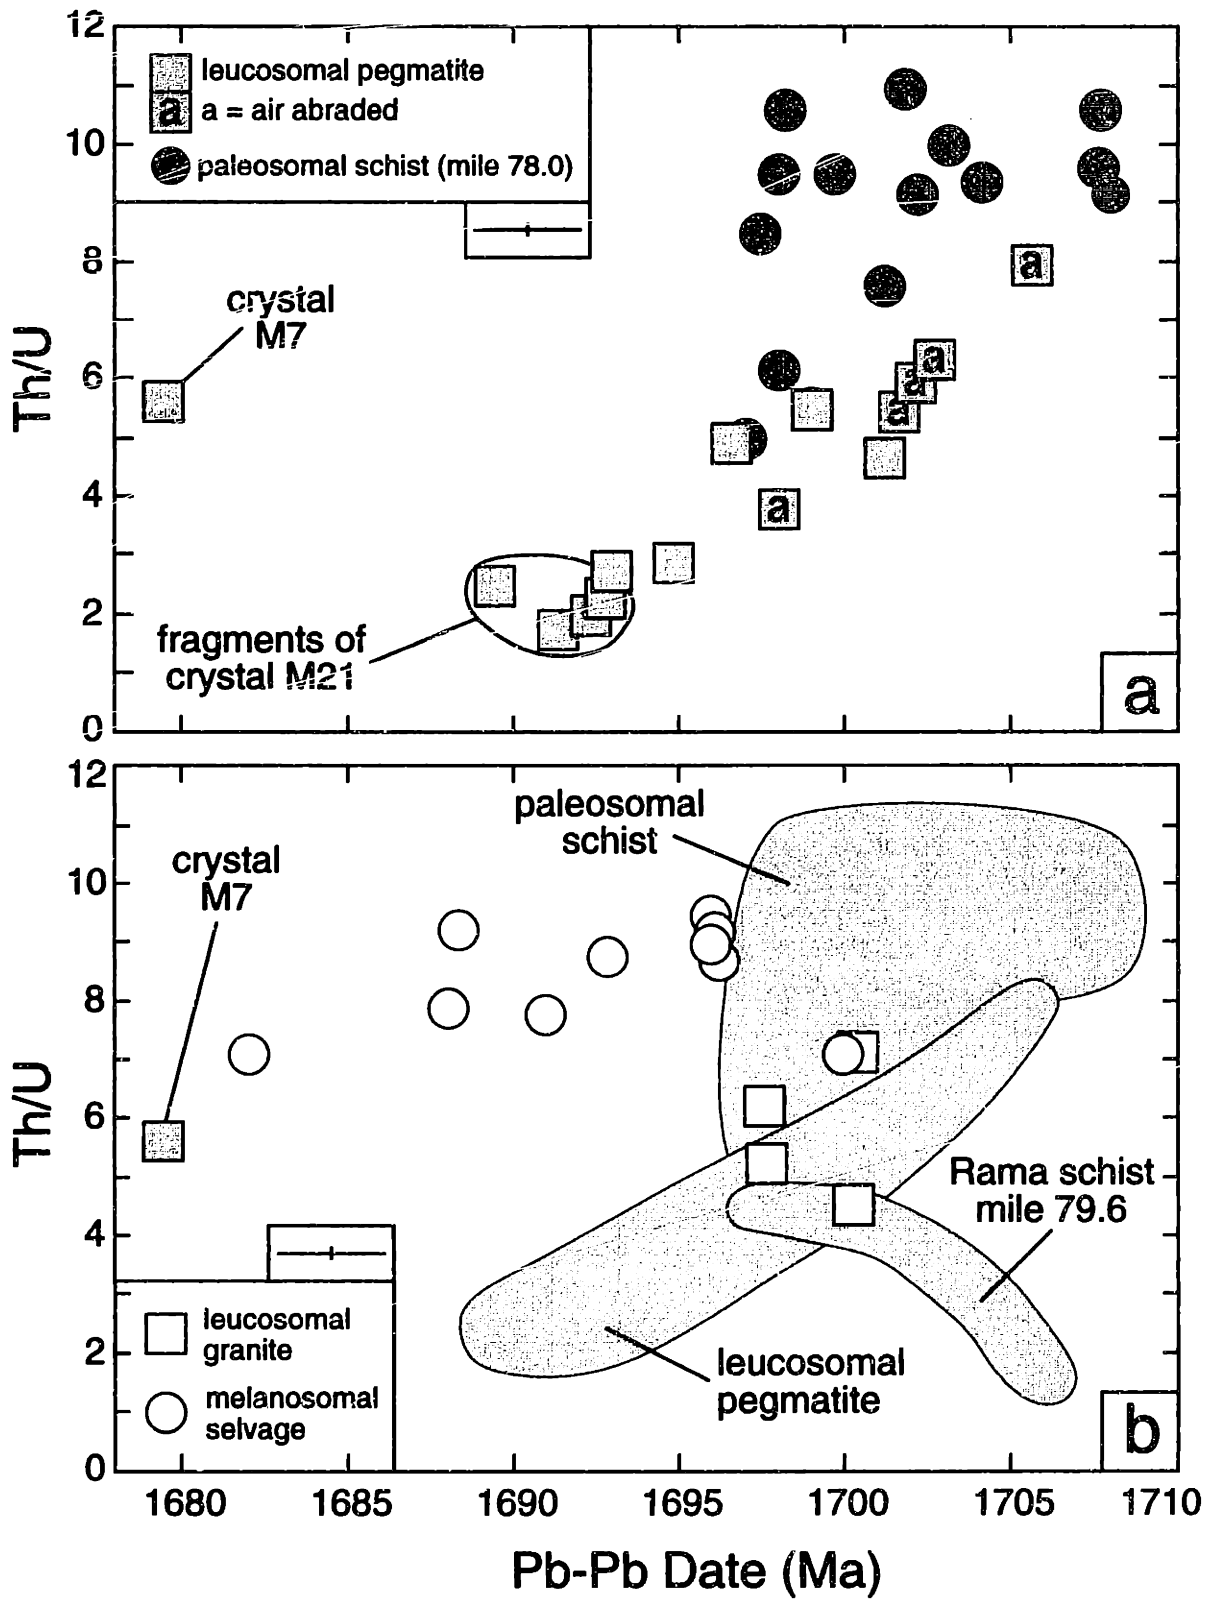 12
10
8
6
4
2
0
Th/U
leucosomal pegmatite
a a = air abraded
paleosomal schist (mile 78.0)
crystal
M7
a
a
a
a
a
fragments of
crystal M21
a
12
10
8
6
4
2
0
Th/U
paleosomal
schist
crystal
M7
Rama schist
mile 79.6
leucosomal
granite
melanosomal
selvage
leucosomal
pegmatite
b
1680 1685 1690 1695 1700 1705 1710
Pb-Pb Date (Ma)